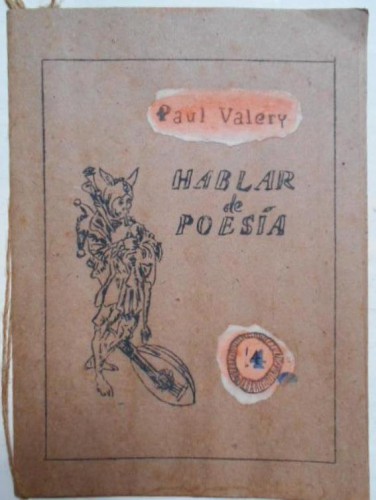 Paul Valery
HABLAR
de
POESÍA
4